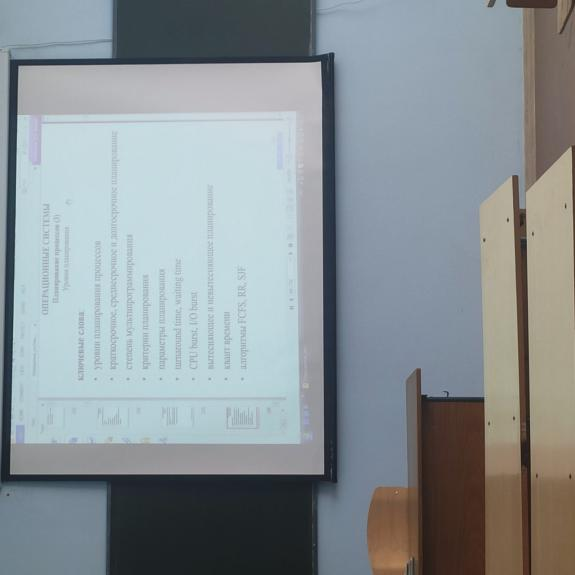 ОПЕРАЦИОННЫЕ СИСТЕМЫ
Планирование процессов (3)
Уровни планирования
ключевые слова:
• уровни планирования процессов
• краткосрочное, среднесрочное и долгосрочное планирование
• степень мультипрограммирования
• критерии планирования
• параметры планирования
• turnaround time, waiting time
• CPU burst, I/O burst
• вытесняющее и невытесняющее планирование
• квант времени
• алгоритмы FCFS, RR, SJF